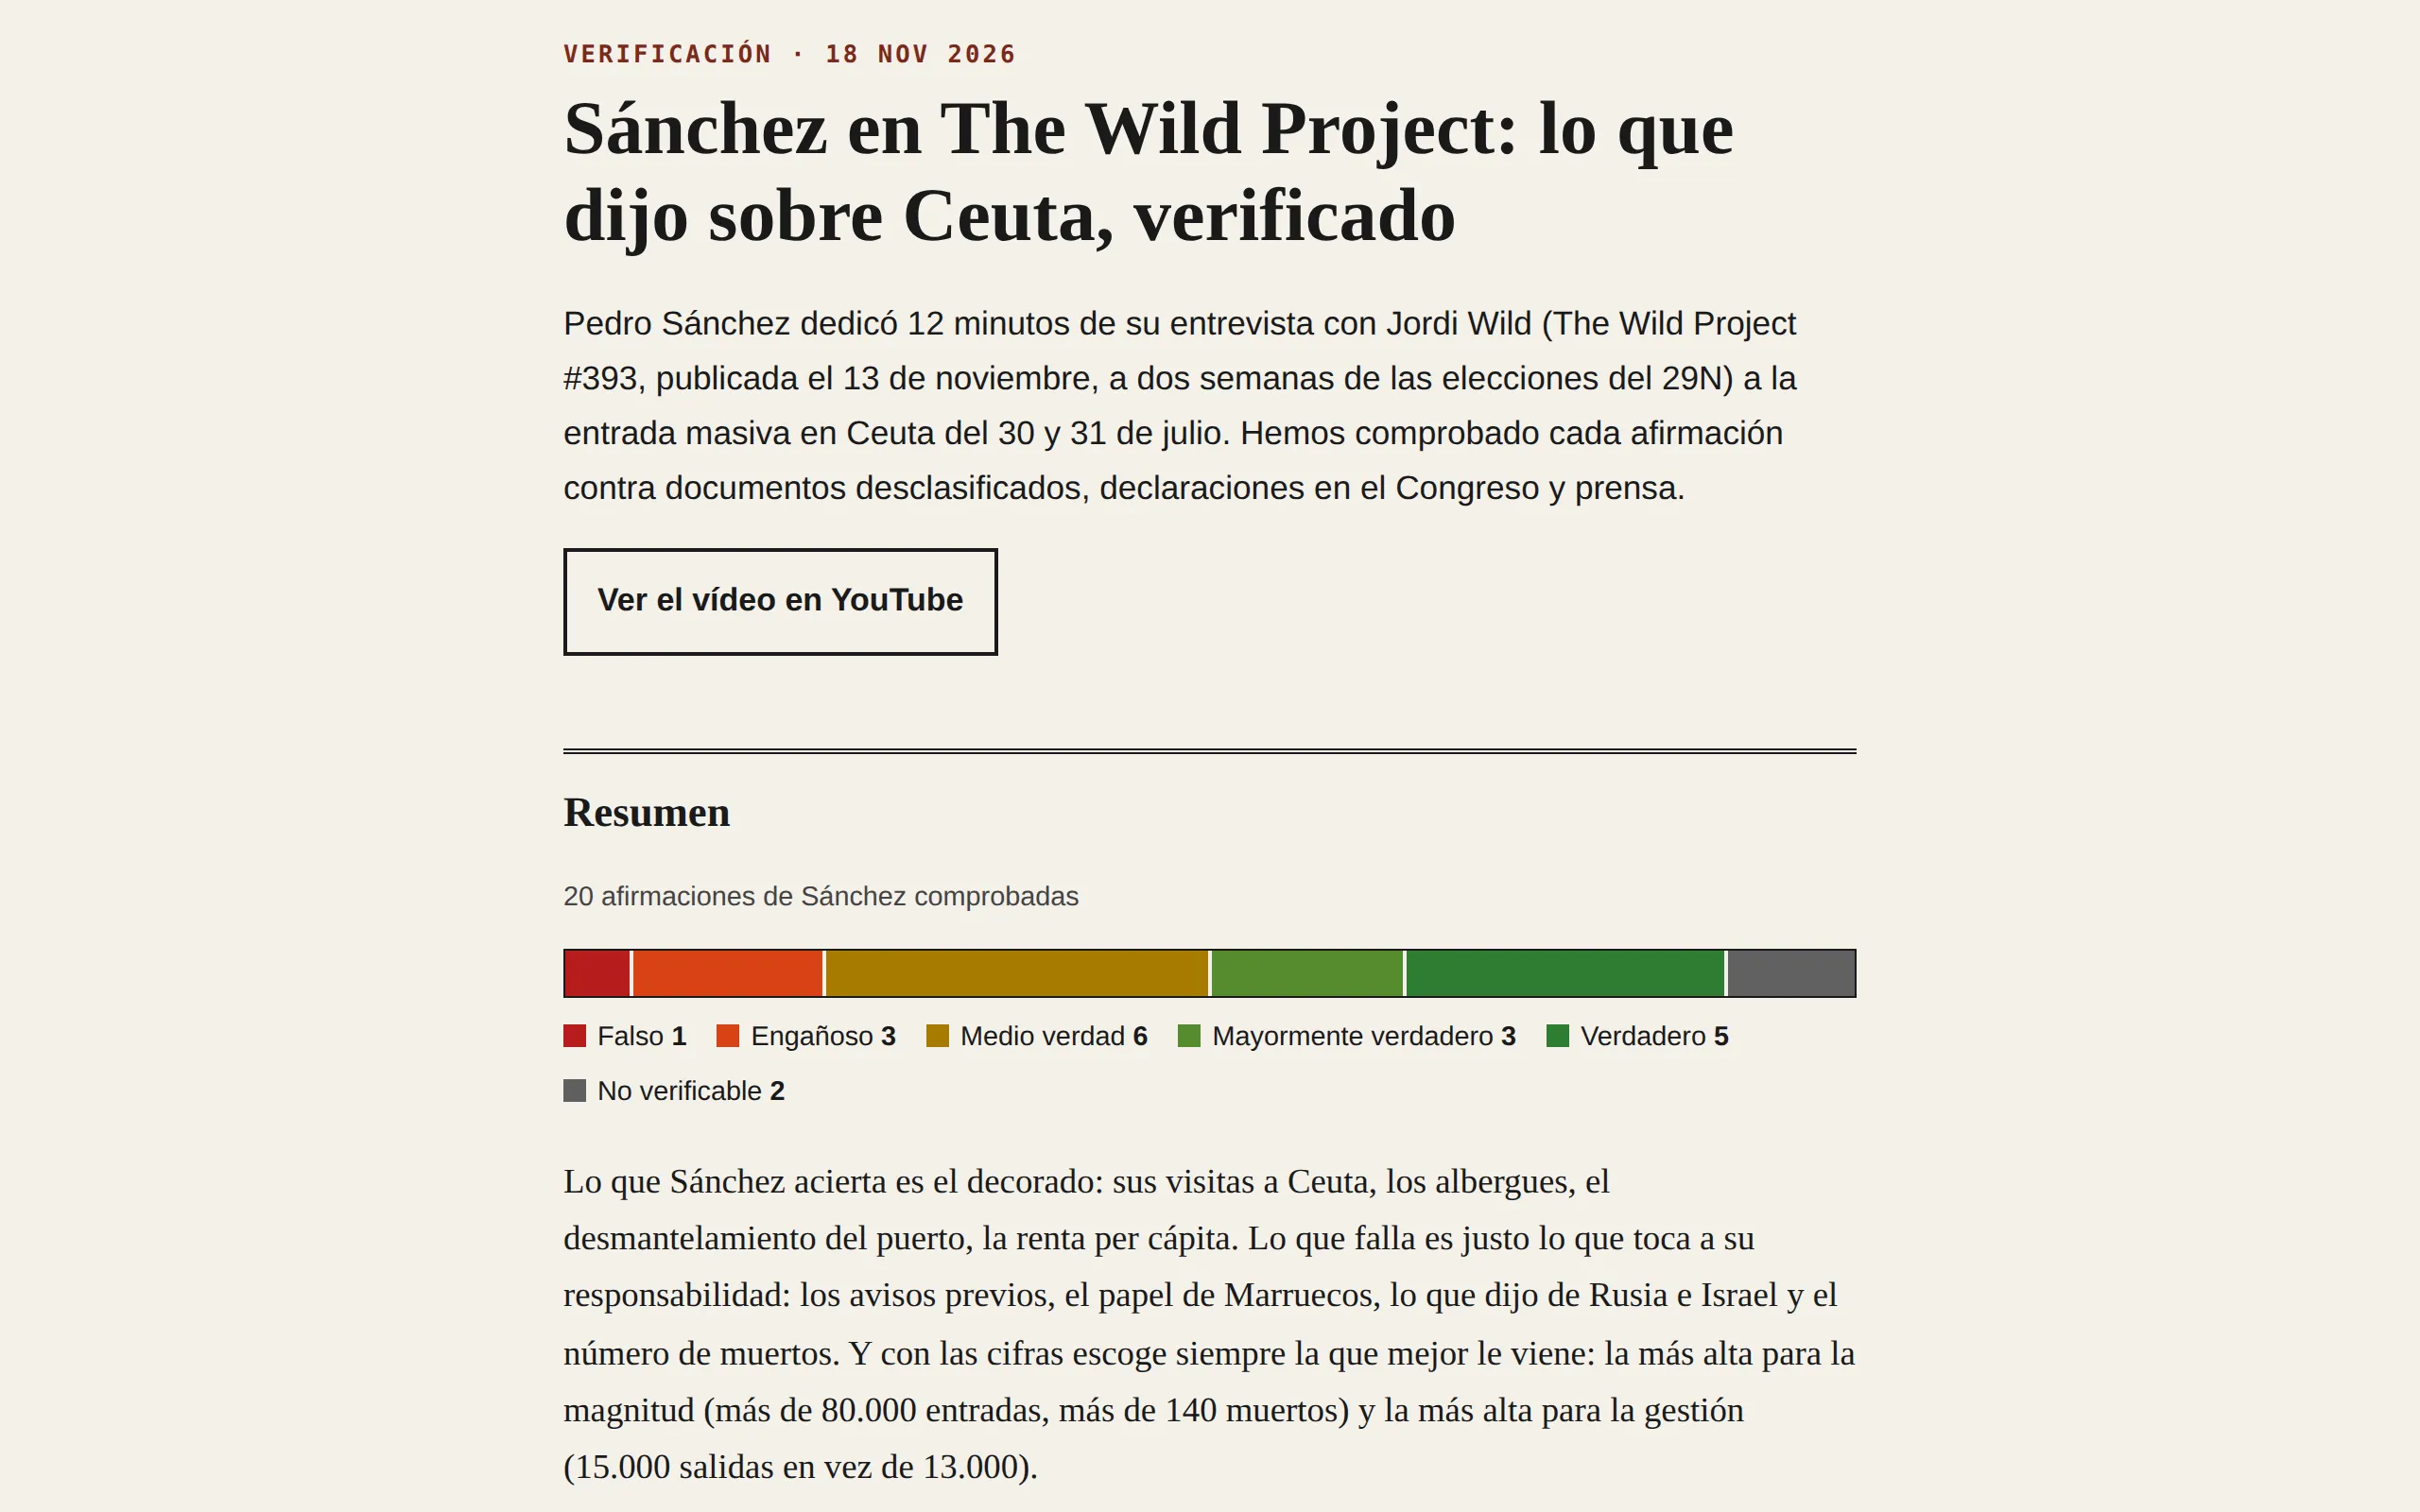 VERIFICACIÓN · 18 NOV 2026
Sánchez en The Wild Project: lo que
dijo sobre Ceuta, verificado
Pedro Sánchez dedicó 12 minutos de su entrevista con Jordi Wild (The Wild Project
#393, publicada el 13 de noviembre, a dos semanas de las elecciones del 29N) a la
entrada masiva en Ceuta del 30 y 31 de julio. Hemos comprobado cada afirmación
contra documentos desclasificados, declaraciones en el Congreso y prensa.
Ver el vídeo en YouTube
Resumen
20 afirmaciones de Sánchez comprobadas
Falso 1 Engañoso 3 Medio verdad 6 Mayormente verdadero 3 Verdadero 5
No verificable 2
Lo que Sánchez acierta es el decorado: sus visitas a Ceuta, los albergues, el
desmantelamiento del puerto, la renta per cápita. Lo que falla es justo lo que toca a su
responsabilidad: los avisos previos, el papel de Marruecos, lo que dijo de Rusia e Israel y el
número de muertos. Y con las cifras escoge siempre la que mejor le viene: la más alta para la
magnitud (más de 80.000 entradas, más de 140 muertos) y la más alta para la gestión
(15.000 salidas en vez de 13.000).